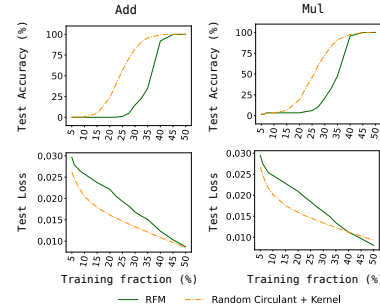 Add
Mul
Test Accuracy (%)
100
75
50
25
0
5 10 15 20 25 30 35 40 45 50
Test Accuracy (%)
100
75
50
25
0
5 10 15 20 25 30 35 40 45 50
Test Loss
0.030
0.025
0.020
0.015
0.010
5 10 15 20 25 30 35 40 45 50
Training fraction (%)
Test Loss
0.030
0.025
0.020
0.015
0.010
5 10 15 20 25 30 35 40 45 50
Training fraction (%)
RFM
Random Circulant + Kernel